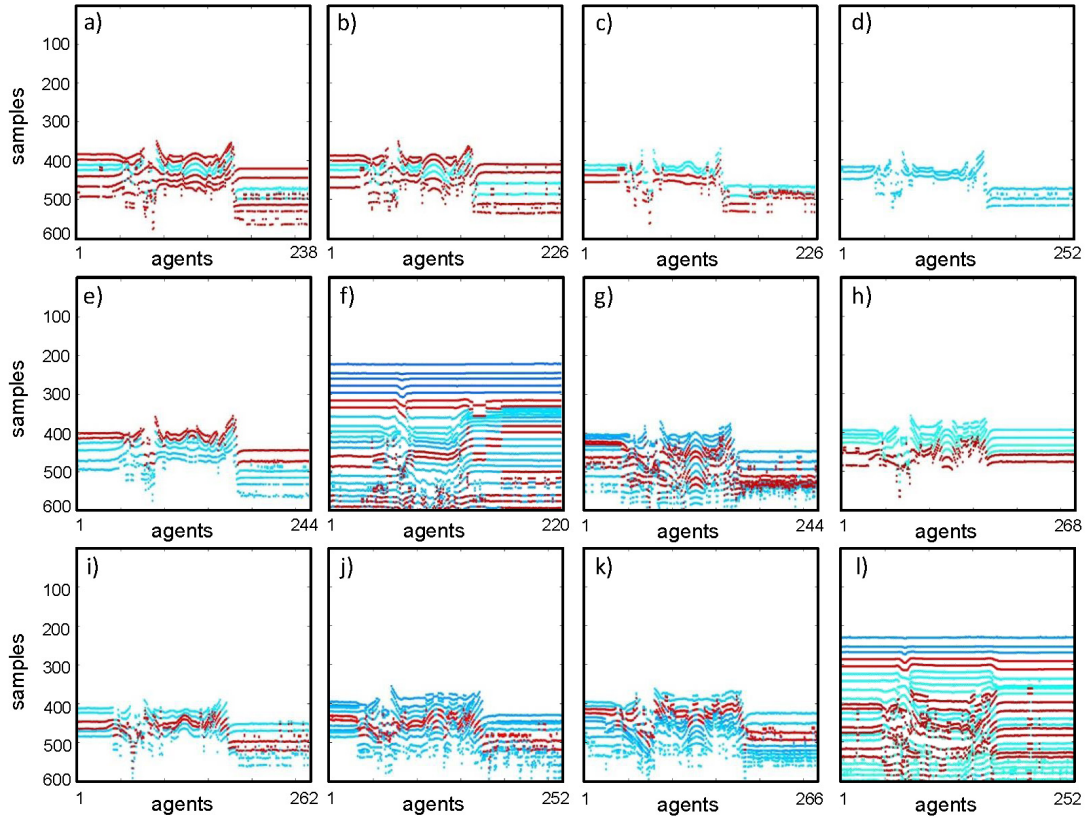 a) b) c) d)
samples
100
200
300
400
500
600
1 238 1 226 1 226 1 252
agents agents agents agents
e) f) g) h)
samples
100
200
300
400
500
600
1 244 1 220 1 244 1 268
agents agents agents agents
i) j) k) l)
samples
100
200
300
400
500
600
1 262 1 252 1 266 1 252
agents agents agents agents